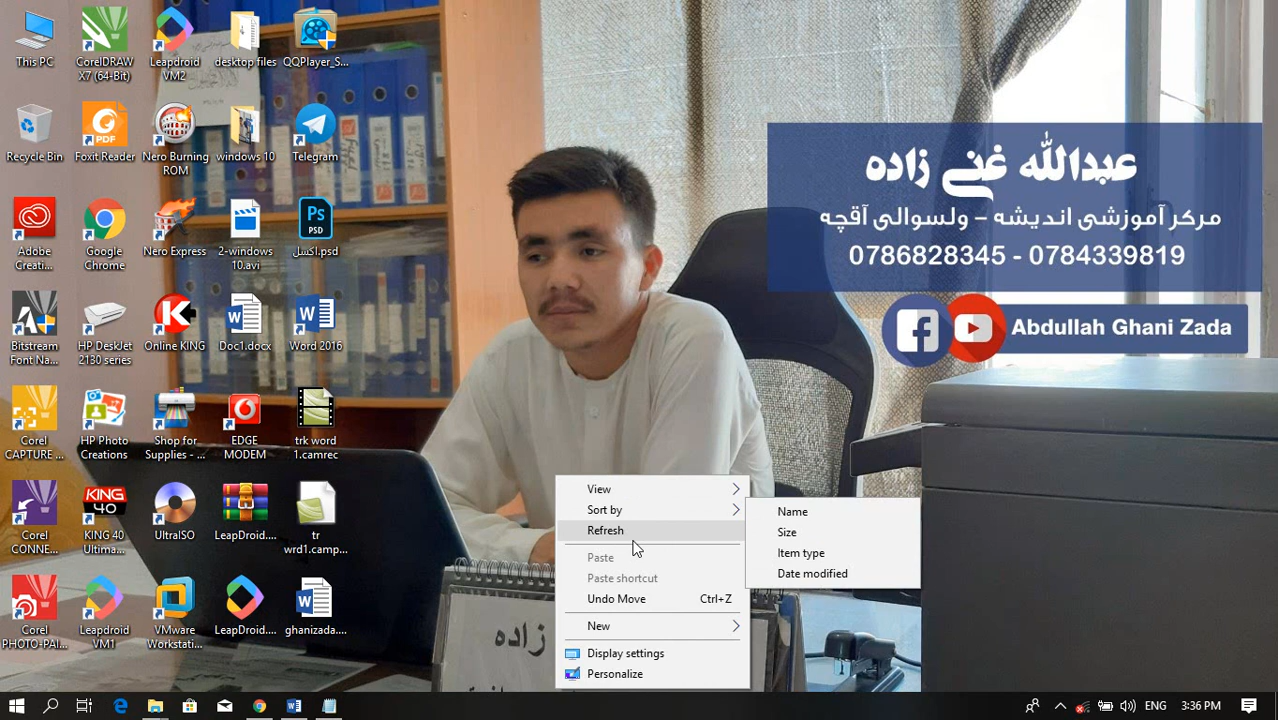 This PC
CorelDRAW X7 (64-Bit)
Leapdroid VM2
desktop files
QQPlayer_S...
Recycle Bin
Foxit Reader
Nero Burning ROM
windows 10
Telegram
Adobe Creati...
Google Chrome
Nero Express
2-windows 10.avi
اکسل.psd
Bitstream Font Na...
HP DeskJet 2130 series
Online KING
Doc1.docx
Word 2016
Corel CAPTURE ...
HP Photo Creations
Shop for Supplies - ...
EDGE MODEM
trk word 1.camrec
Corel CONNE...
KING 40 Ultima...
UltraISO
LeapDroid....
tr wrd1.camp...
Corel PHOTO-PAI...
Leapdroid VM1
VMware Workstati...
LeapDroid....
ghanizada....
عبدالله غنی زاده
مرکز آموزشی اندیشه - ولسوالی آقچه
0786828345 - 0784339819
Abdullah Ghani Zada
View
Sort by
Refresh
Paste
Paste shortcut
Undo Move Ctrl+Z
New
Display settings
Personalize
Name
Size
Item type
Date modified
زاده
ENG 3:36 PM